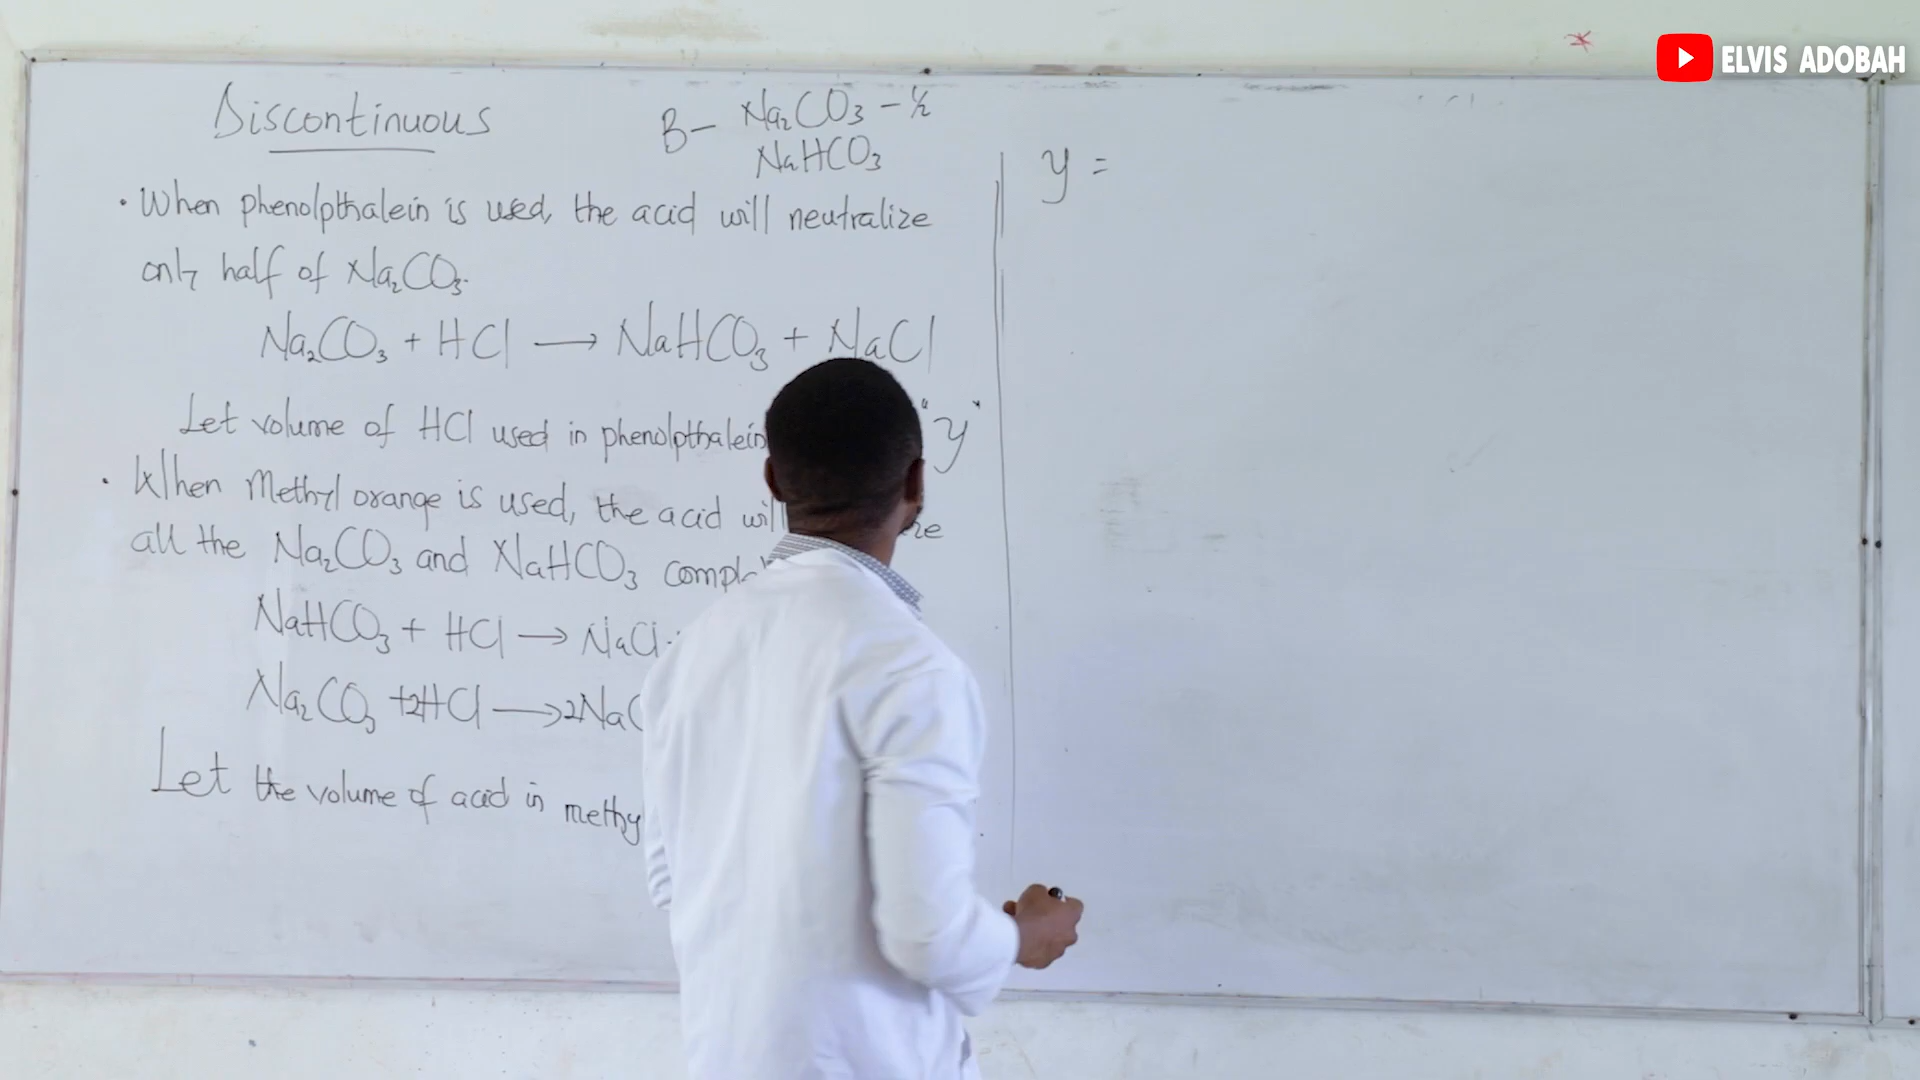 ELVIS ADOBAH
Discontinuous
B- Na₂CO₃ - ½
NaHCO₃
• When phenolpthalein is used, the acid will neutralize
only half of Na₂CO₃.
Na₂CO₃ + HCl → NaHCO₃ + NaCl
Let volume of HCl used in phenolpthalein "y"
• When Methyl orange is used, the acid
all the Na₂CO₃ and NaHCO₃
NaHCO₃ + HCl → NaCl
Na₂CO₃ + 2HCl →
Let the volume of acid in
y =